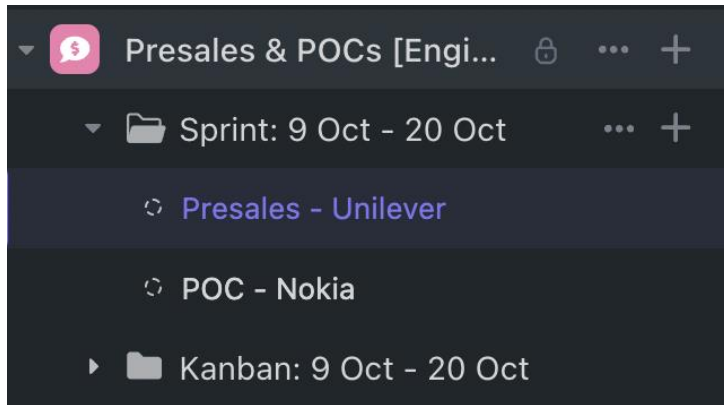 Presales & POCs [Engi...
Sprint: 9 Oct - 20 Oct
Presales - Unilever
POC - Nokia
Kanban: 9 Oct - 20 Oct